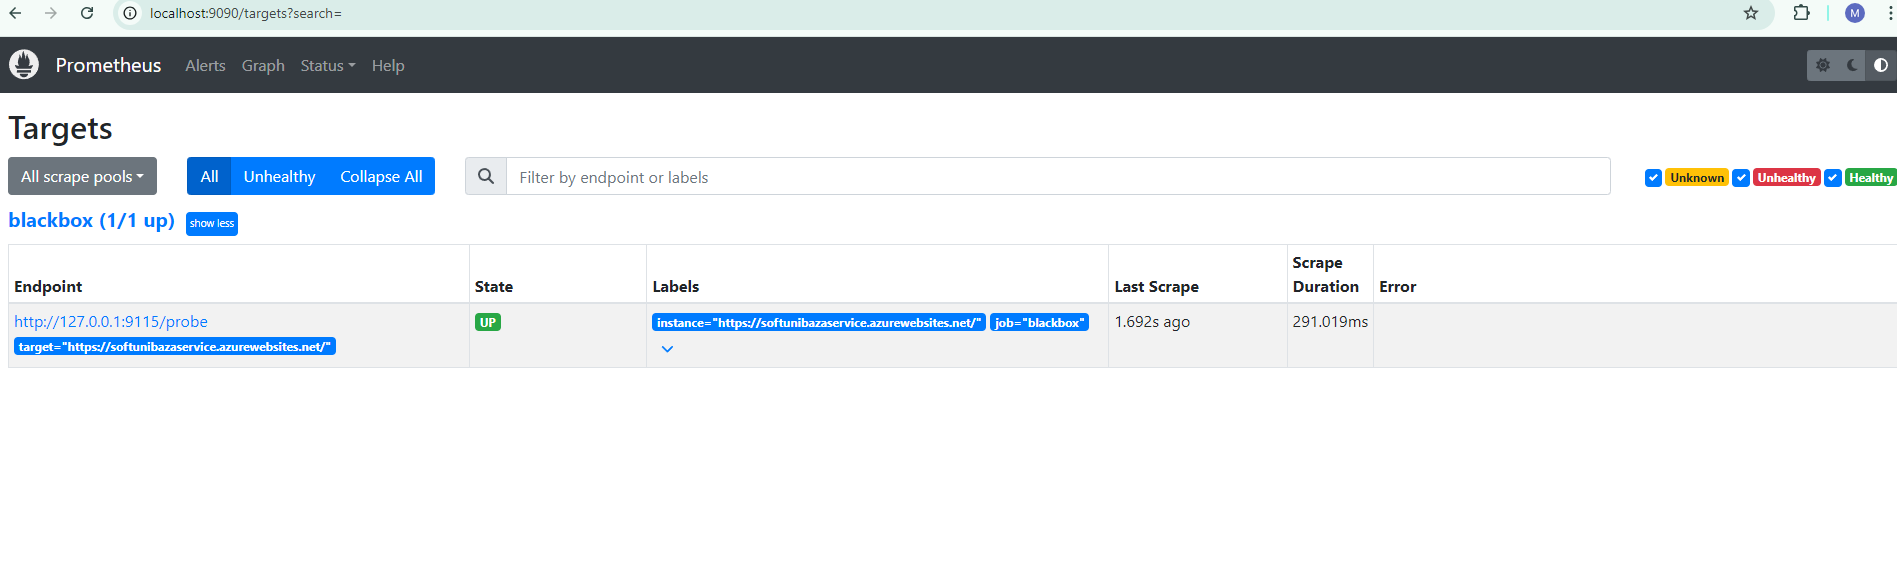 localhost:9090/targets?search=
M
Prometheus Alerts Graph Status Help
Targets
All scrape pools All Unhealthy Collapse All Filter by endpoint or labels Unknown Unhealthy Healthy
blackbox (1/1 up) show less
Endpoint State Labels Last Scrape Scrape Duration Error
http://127.0.0.1:9115/probe UP instance="https://softunibazaservice.azurewebsites.net/" job="blackbox" 1.692s ago 291.019ms
target="https://softunibazaservice.azurewebsites.net/"